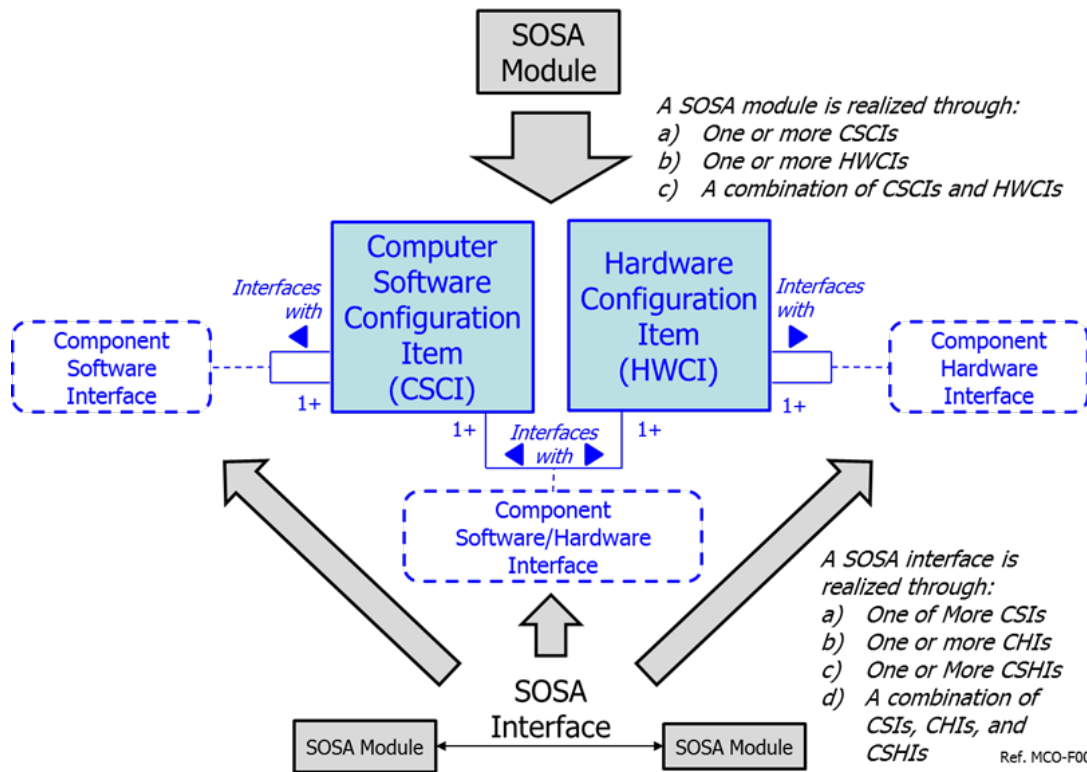 SOSA
Module
A SOSA module is realized through:
a) One or more CSCIs
b) One or more HWCIs
c) A combination of CSCIs and HWCIs
Computer
Software
Configuration
Item
(CSCI)
Hardware
Configuration
Item
(HWCI)
Interfaces
with
Interfaces
with
Component
Software
Interface
Component
Hardware
Interface
1+
1+
1+
1+
Interfaces
with
Component
Software/Hardware
Interface
A SOSA interface is
realized through:
a) One of More CSIs
b) One or more CHIs
c) One or More CSHIs
d) A combination of
CSIs, CHIs, and
CSHIs
SOSA
Interface
SOSA Module
SOSA Module
Ref.